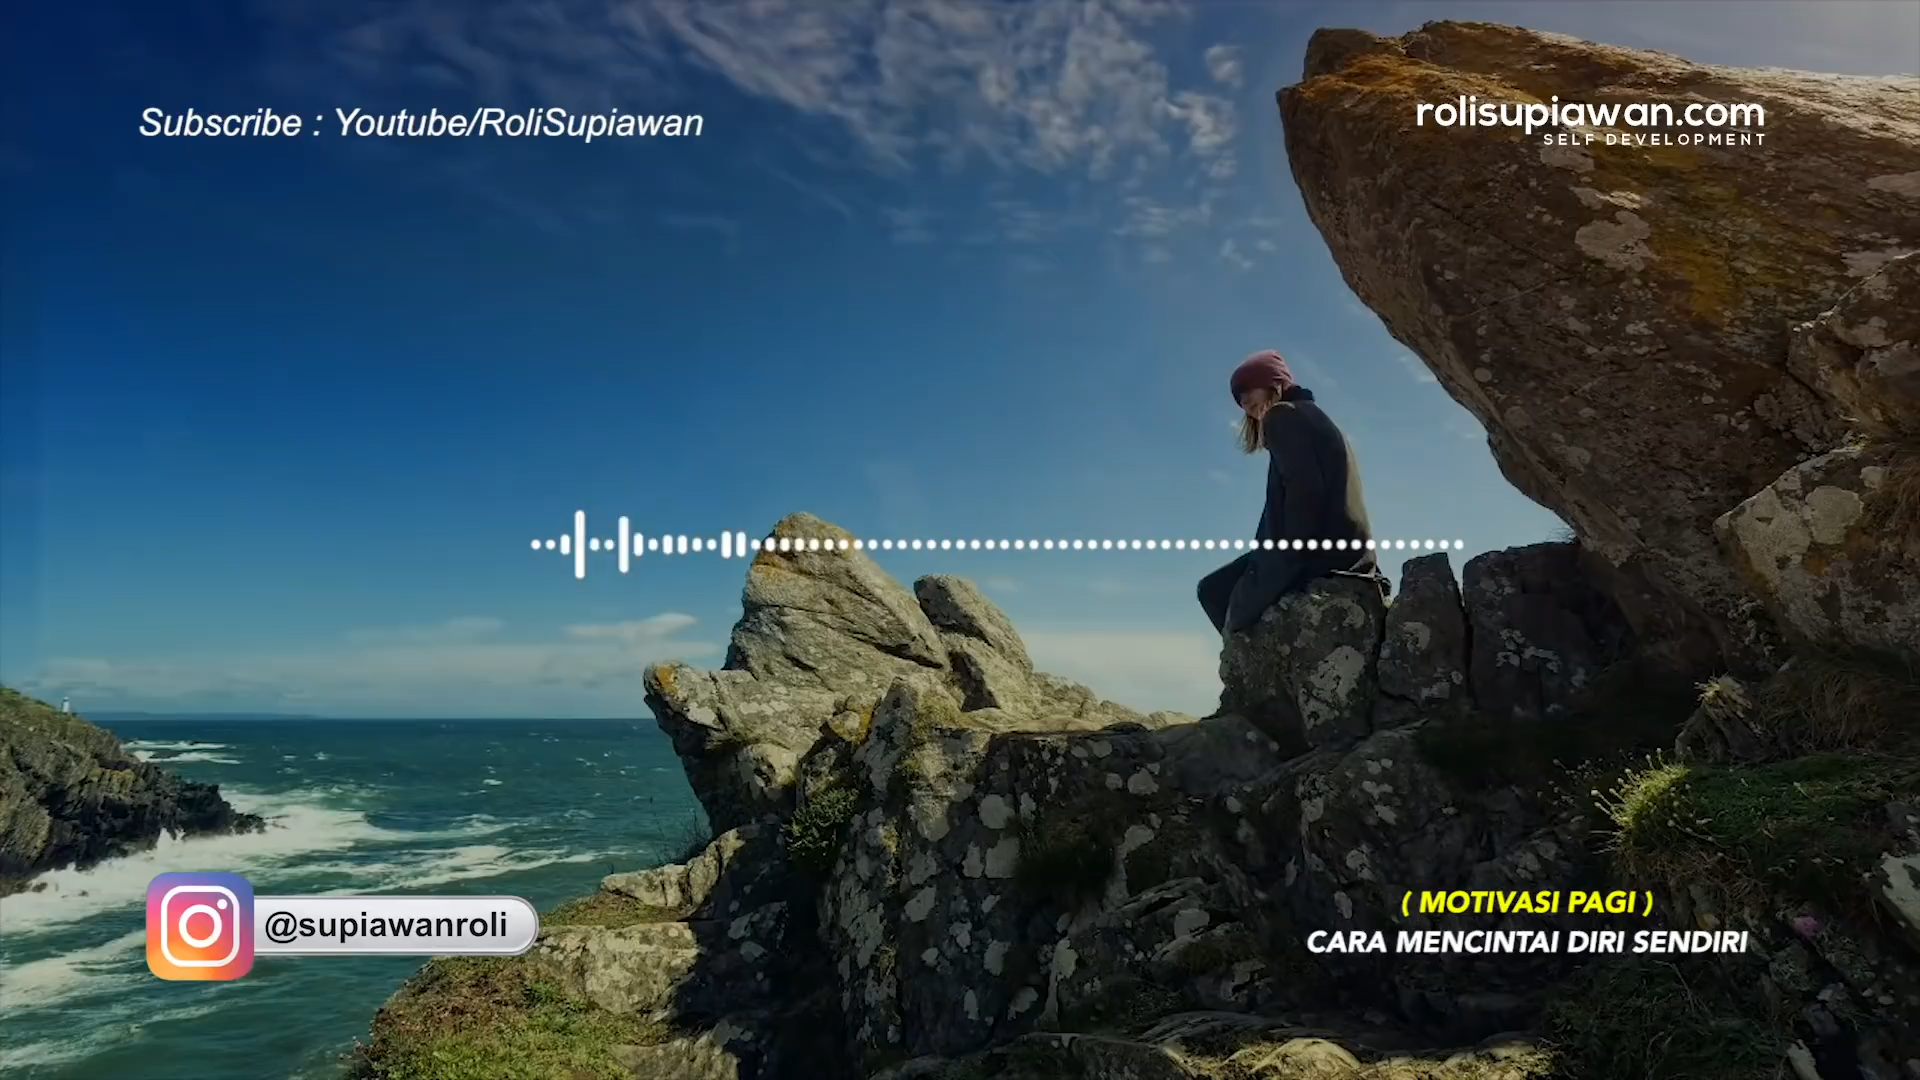 Subscribe : Youtube/RoliSupiawan
rolisupiawan.com
SELF DEVELOPMENT
@supiawanroli
( MOTIVASI PAGI )
CARA MENCINTAI DIRI SENDIRI